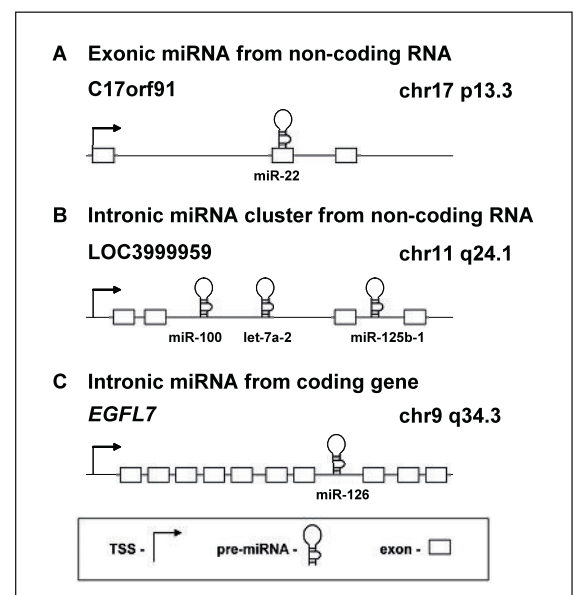 A Exonic miRNA from non-coding RNA
C17orf91 chr17 p13.3
miR-22
B Intronic miRNA cluster from non-coding RNA
LOC3999959 chr11 q24.1
miR-100 let-7a-2 miR-125b-1
C Intronic miRNA from coding gene
EGFL7 chr9 q34.3
miR-126
TSS - pre-miRNA - exon -